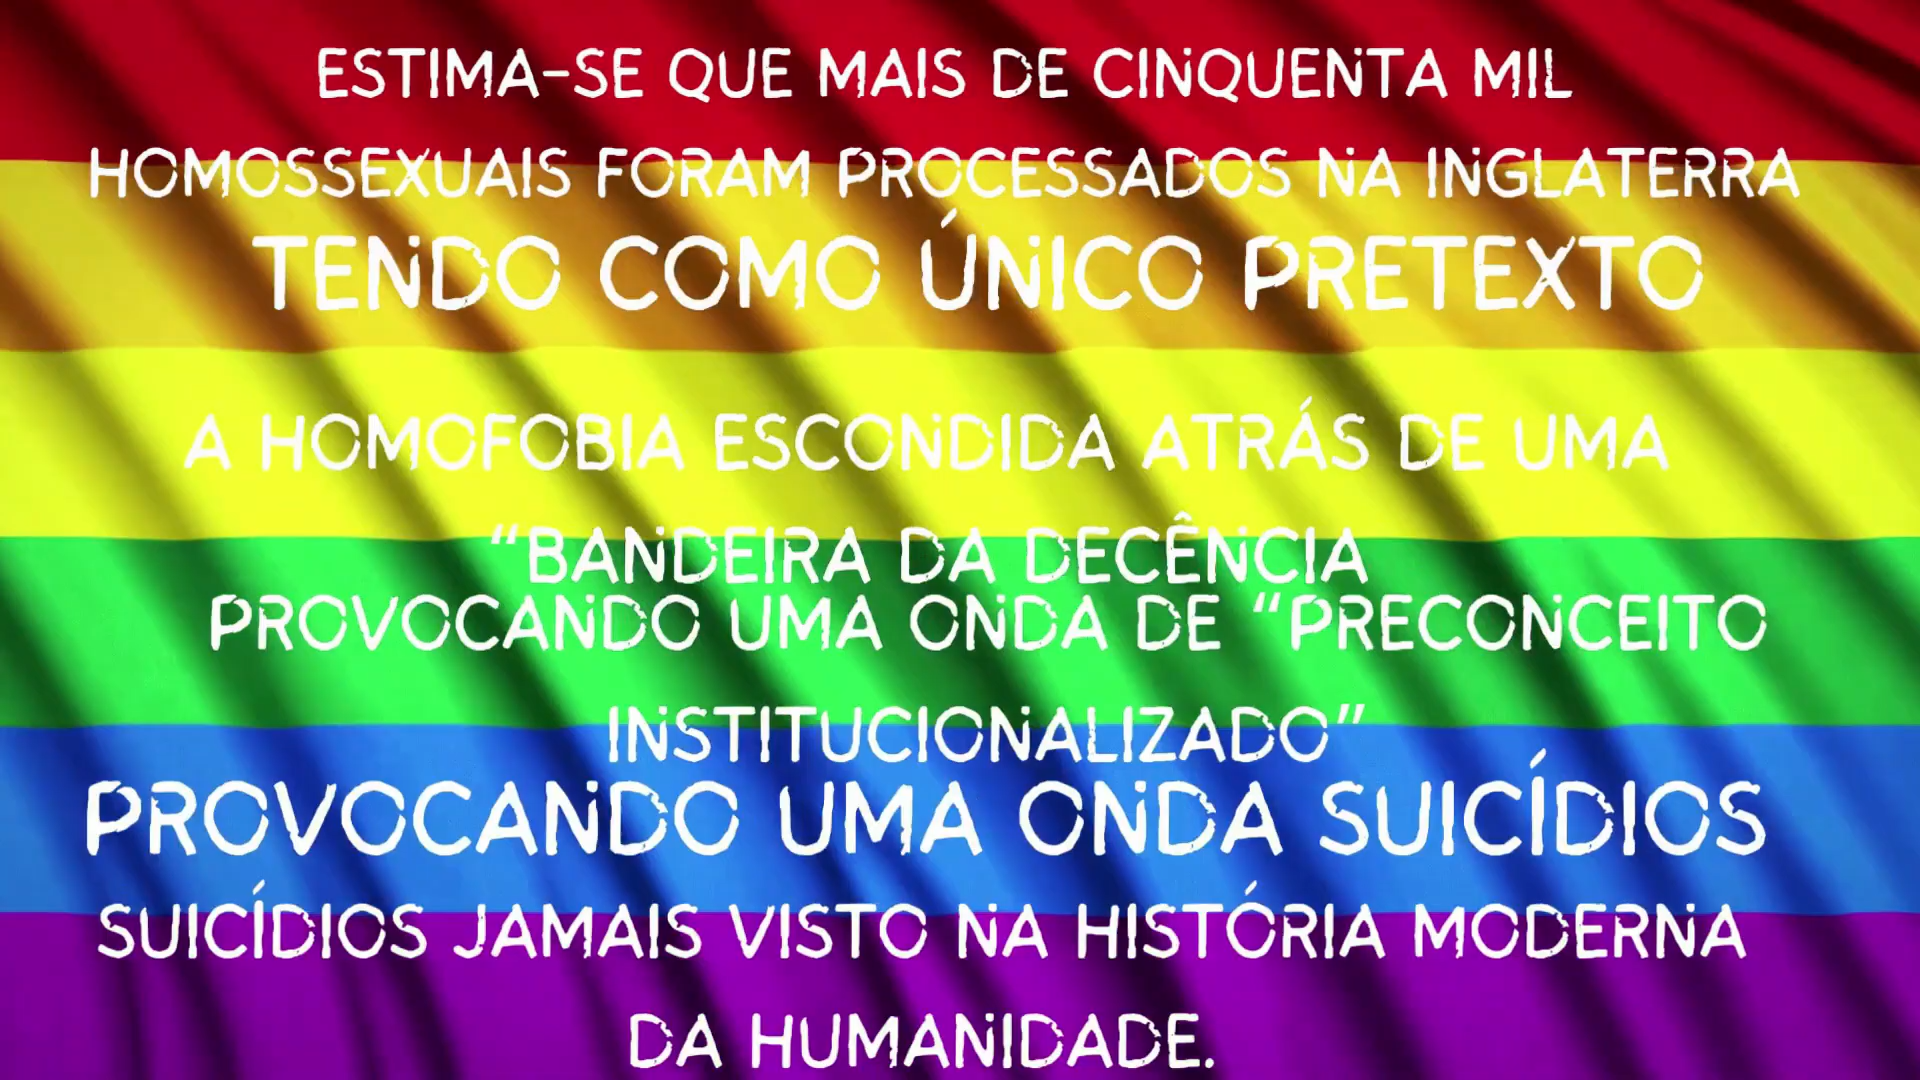 ESTIMA-SE QUE MAIS DE CINQUENTA MIL
HOMOSSEXUAIS FORAM PROCESSADOS NA INGLATERRA
TENDO COMO ÚNICO PRETEXTO
A HOMOFOBIA ESCONDIDA ATRÁS DE UMA
“BANDEIRA DA DECÊNCIA
PROVOCANDO UMA ONDA DE “PRECONCEITO
INSTITUCIONALIZADO”
PROVOCANDO UMA ONDA SUICÍDIOS
SUICÍDIOS JAMAIS VISTO NA HISTÓRIA MODERNA
DA HUMANIDADE.